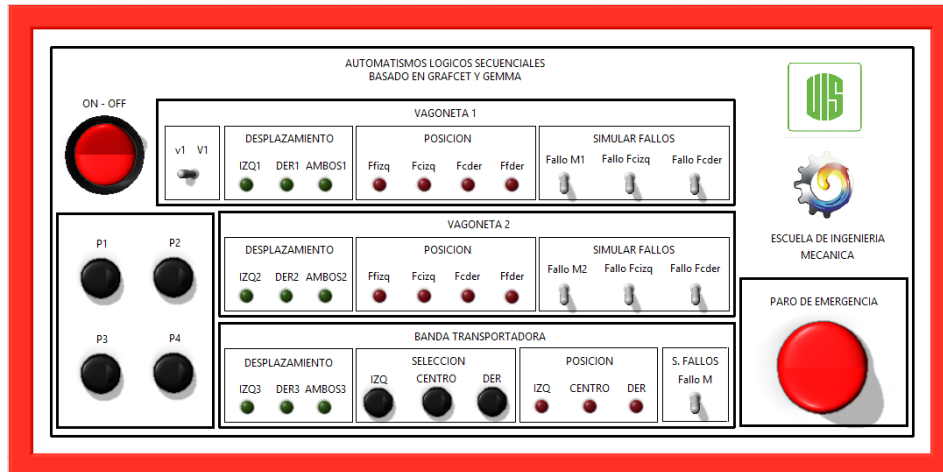 AUTOMATISMOS LOGICOS SECUENCIALES
BASADO EN GRAFCET Y GEMMA
UIS
ON - OFF
VAGONETA 1
v1 V1
DESPLAZAMIENTO
IZQ1 DER1 AMBOS1
POSICION
Ffizq Fcizq Fcder Ffder
SIMULAR FALLOS
Fallo M1 Fallo Fcizq Fallo Fcder
ESCUELA DE INGENIERIA
MECANICA
P1 P2
P3 P4
VAGONETA 2
DESPLAZAMIENTO
IZQ2 DER2 AMBOS2
POSICION
Ffizq Fcizq Fcder Ffder
SIMULAR FALLOS
Fallo M2 Fallo Fcizq Fallo Fcder
BANDA TRANSPORTADORA
DESPLAZAMIENTO
IZQ3 DER3 AMBOS3
SELECCION
IZQ CENTRO DER
POSICION
IZQ CENTRO DER
S. FALLOS
Fallo M
PARO DE EMERGENCIA